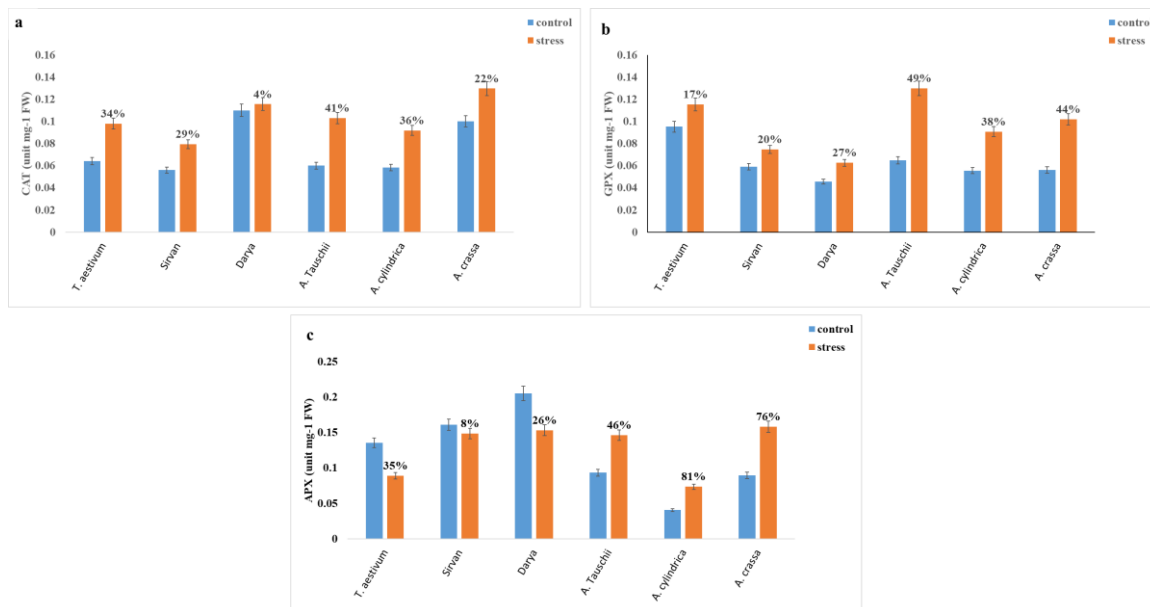 a
control
stress
CAT (unit mg-1 FW)
0.16
0.14
0.12
0.1
0.08
0.06
0.04
0.02
0
34%
29%
4%
41%
36%
22%
T. aestivum
Sirvan
Darya
A. Tauschii
A. cylindrica
A. crassa
b
control
stress
GPX (unit mg-1 FW)
0.16
0.14
0.12
0.1
0.08
0.06
0.04
0.02
0
17%
20%
27%
49%
38%
44%
T. aestivum
Sirvan
Darya
A. Tauschii
A. cylindrica
A. crassa
c
control
stress
APX (unit mg-1 FW)
0.25
0.2
0.15
0.1
0.05
0
35%
8%
26%
46%
81%
76%
T. aestivum
Sirvan
Darya
A. Tauschii
A. cylindrica
A. crassa